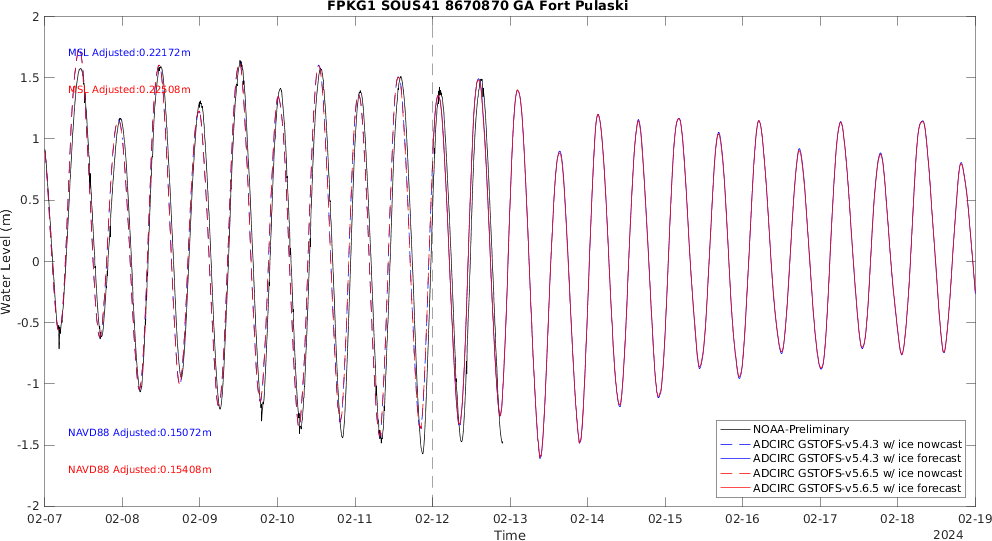 FPKG1 SOUS41 8670870 GA Fort Pulaski
2
1.5
1
0.5
0
-0.5
-1
-1.5
-2
Water Level (m)
MSL Adjusted:0.22172m
MSL Adjusted:0.22508m
NAVD88 Adjusted:0.15072m
NAVD88 Adjusted:0.15408m
NOAA-Preliminary
ADCIRC GSTOFS-v5.4.3 w/ ice nowcast
ADCIRC GSTOFS-v5.4.3 w/ ice forecast
ADCIRC GSTOFS-v5.6.5 w/ ice nowcast
ADCIRC GSTOFS-v5.6.5 w/ ice forecast
02-07 02-08 02-09 02-10 02-11 02-12 02-13 02-14 02-15 02-16 02-17 02-18 02-19
Time
2024